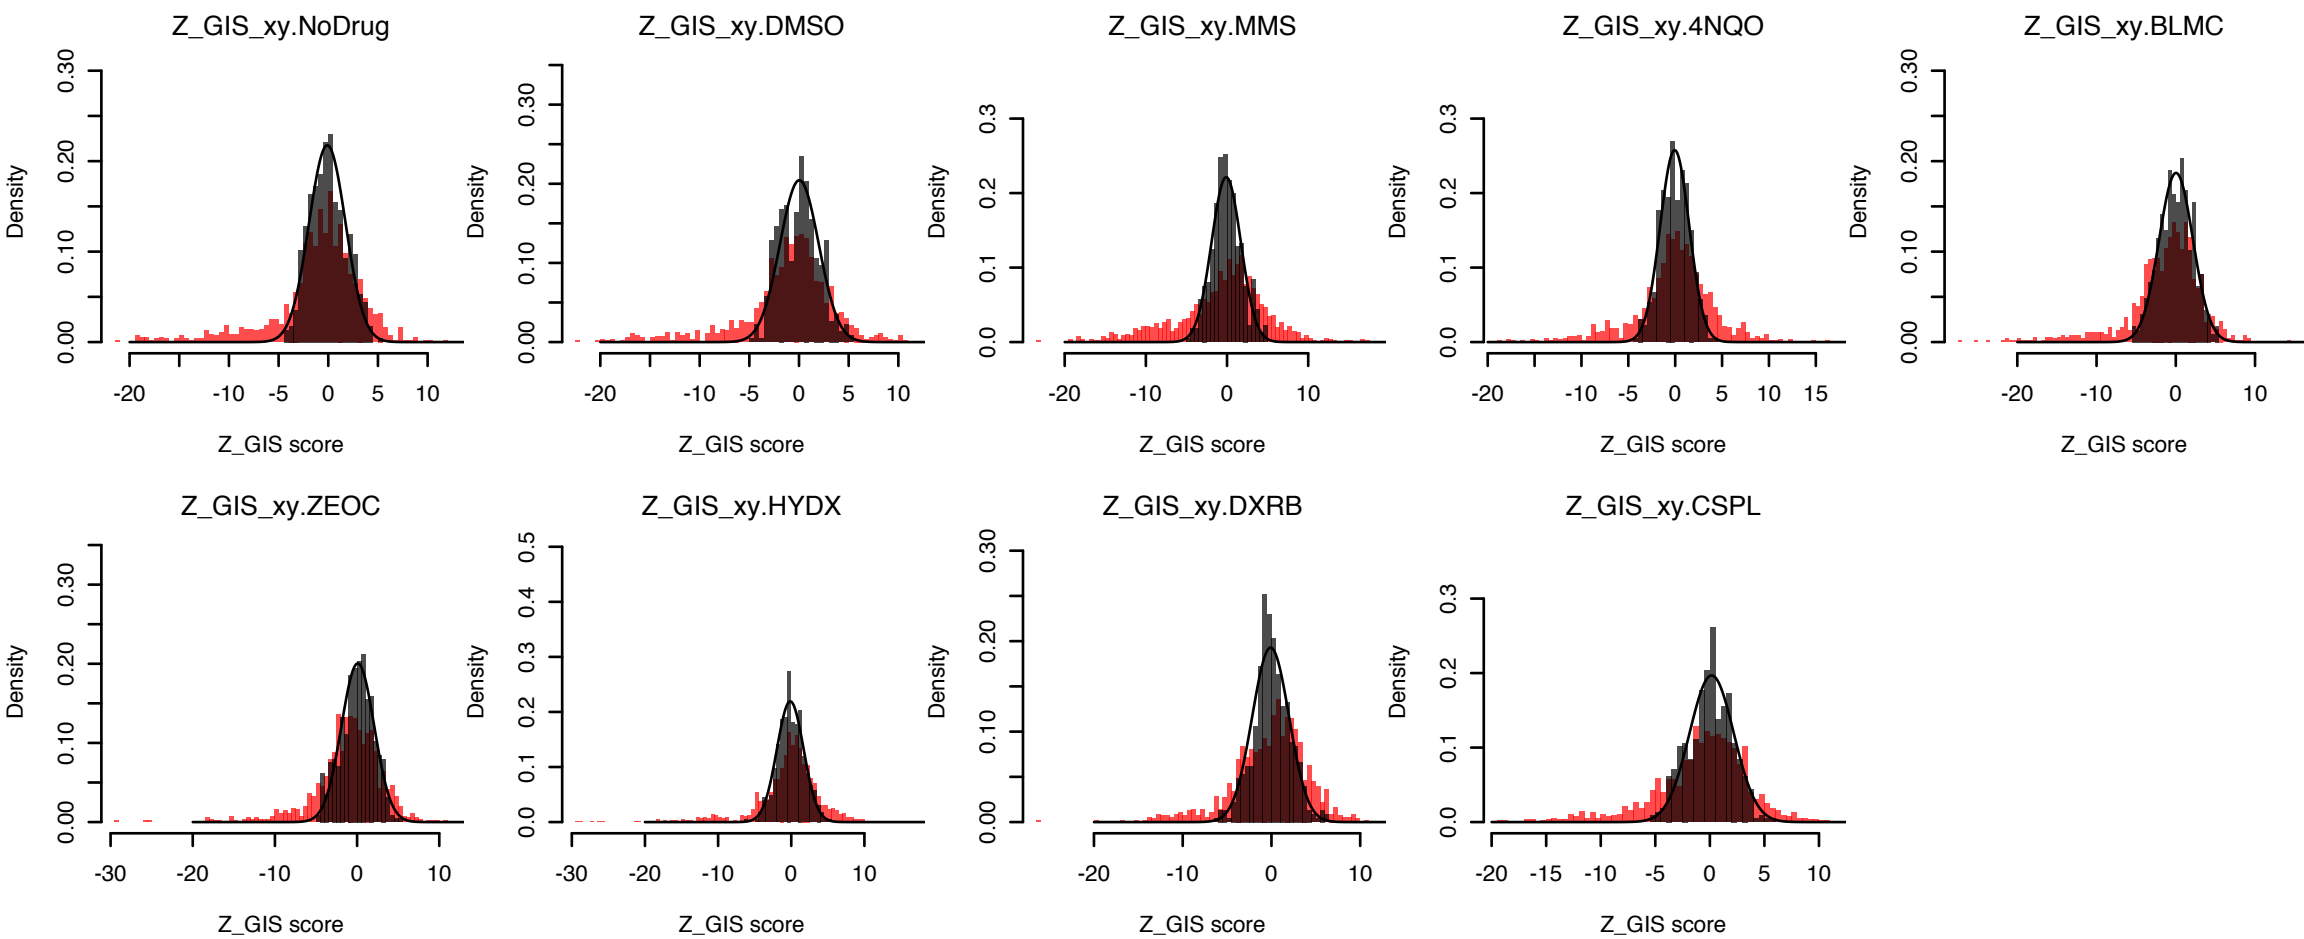 Z_GIS_xy.NoDrug
Density
0.00 0.10 0.20 0.30
-20 -10 -5 0 5 10
Z_GIS score
Z_GIS_xy.DMSO
Density
0.00 0.10 0.20 0.30
-20 -10 -5 0 5 10
Z_GIS score
Z_GIS_xy.MMS
Density
0.0 0.1 0.2 0.3
-20 -10 0 10
Z_GIS score
Z_GIS_xy.4NQO
Density
0.0 0.1 0.2 0.3
-20 -10 -5 0 5 10 15
Z_GIS score
Z_GIS_xy.BLMC
Density
0.00 0.10 0.20 0.30
-20 -10 0 10
Z_GIS score
Z_GIS_xy.ZEOC
Density
0.00 0.10 0.20 0.30
-30 -20 -10 0 10
Z_GIS score
Z_GIS_xy.HYDX
Density
0.0 0.1 0.2 0.3 0.4 0.5
-30 -20 -10 0 10
Z_GIS score
Z_GIS_xy.DXRB
Density
0.00 0.10 0.20 0.30
-20 -10 0 10
Z_GIS score
Z_GIS_xy.CSPL
Density
0.0 0.1 0.2 0.3
-20 -15 -10 -5 0 5 10
Z_GIS score